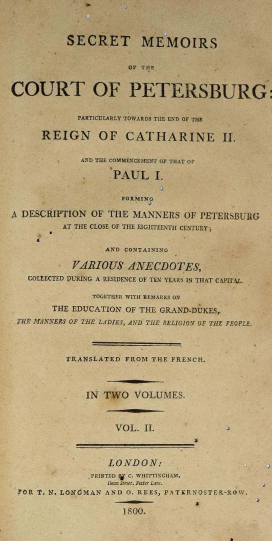 SECRET MEMOIRS
OF THE
COURT OF PETERSBURG:
PARTICULARLY TOWARDS THE END OF THE
REIGN OF CATHARINE II.
AND THE COMMENCEMENT OF THAT OF
PAUL I.
FORMING
A DESCRIPTION OF THE MANNERS OF PETERSBURG
AT THE CLOSE OF THE EIGHTEENTH CENTURY;
AND CONTAINING
VARIOUS ANECDOTES,
COLLECTED DURING A RESIDENCE OF TEN YEARS IN THAT CAPITAL.
TOGETHER WITH REMARKS ON
THE EDUCATION OF THE GRAND-DUKES,
THE MANNERS OF THE LADIES, AND THE RELIGION OF THE PEOPLE.
TRANSLATED FROM THE FRENCH.
IN TWO VOLUMES.
VOL. II.
LONDON:
PRINTED BY C. WHITTINGHAM,
Dean Street, Fetter Lane.
FOR T. N. LONGMAN AND O. REES, PATERNOSTER-ROW.
1800.